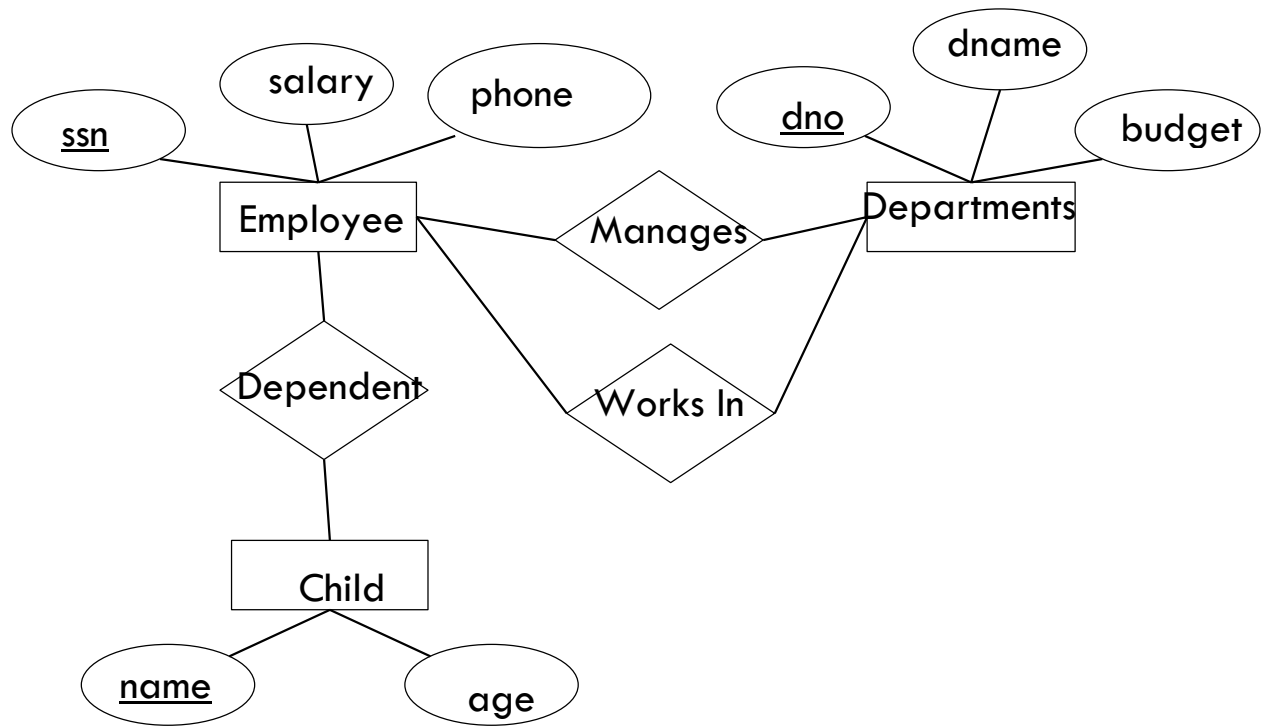 dname
salary
phone
dno
budget
ssn
Employee
Manages
Departments
Dependent
Works In
Child
name
age